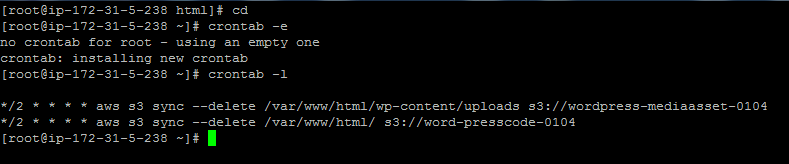 [root@ip-172-31-5-238 html]# cd
[root@ip-172-31-5-238 ~]# crontab -e
no crontab for root - using an empty one
crontab: installing new crontab
[root@ip-172-31-5-238 ~]# crontab -l
*/2 * * * * aws s3 sync --delete /var/www/html/wp-content/uploads s3://wordpress-mediaasset-0104
*/2 * * * * aws s3 sync --delete /var/www/html/ s3://word-presscode-0104
[root@ip-172-31-5-238 ~]#